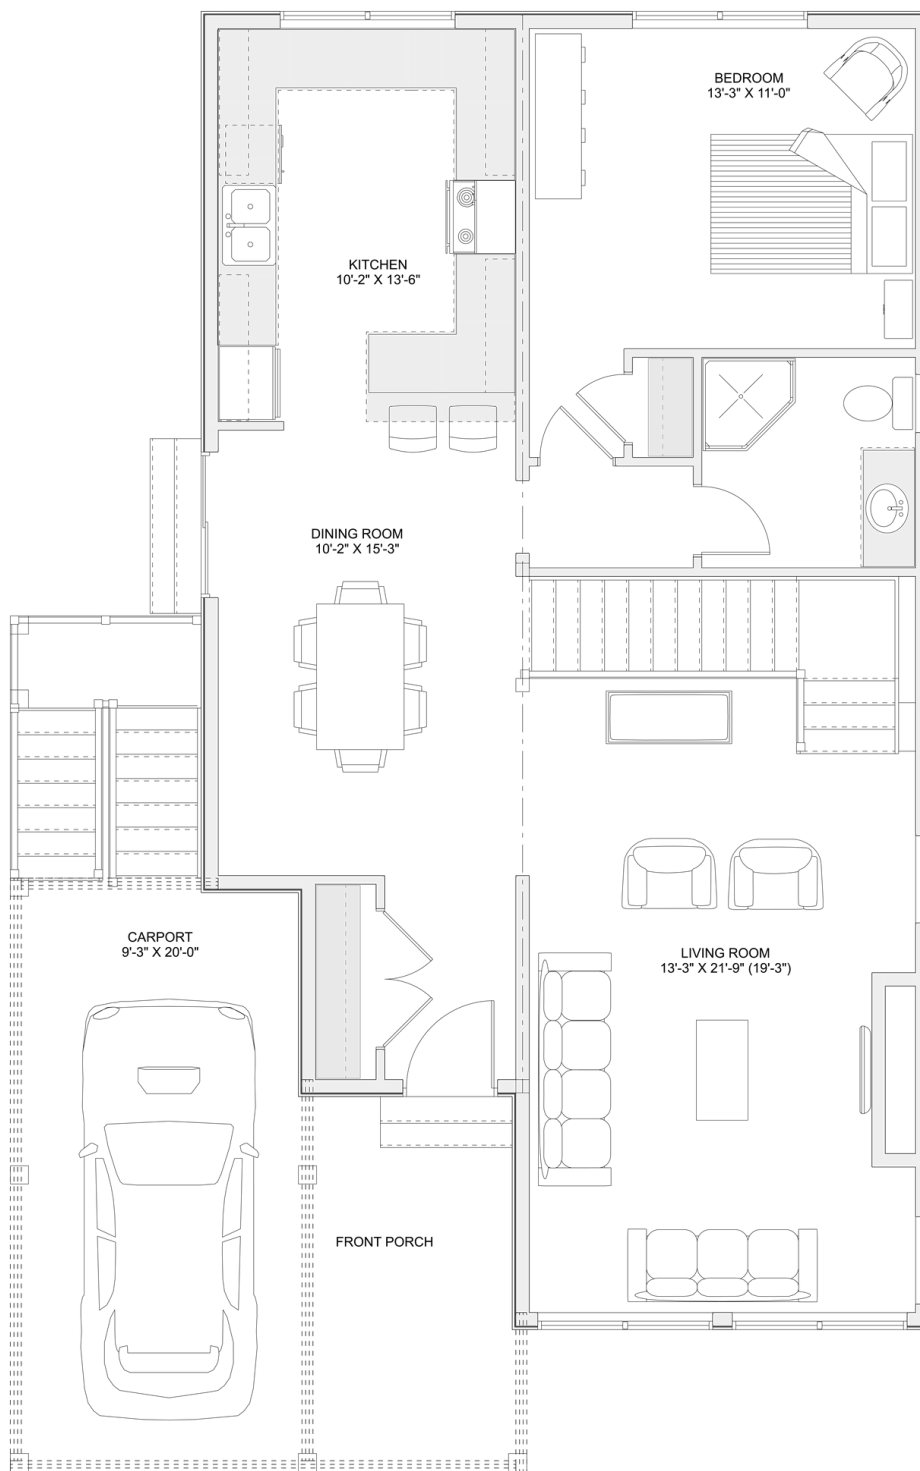 BEDROOM
13'-3" X 11'-0"
KITCHEN
10'-2" X 13'-6"
DINING ROOM
10'-2" X 15'-3"
CARPORT
9'-3" X 20'-0"
LIVING ROOM
13'-3" X 21'-9" (19'-3")
FRONT PORCH